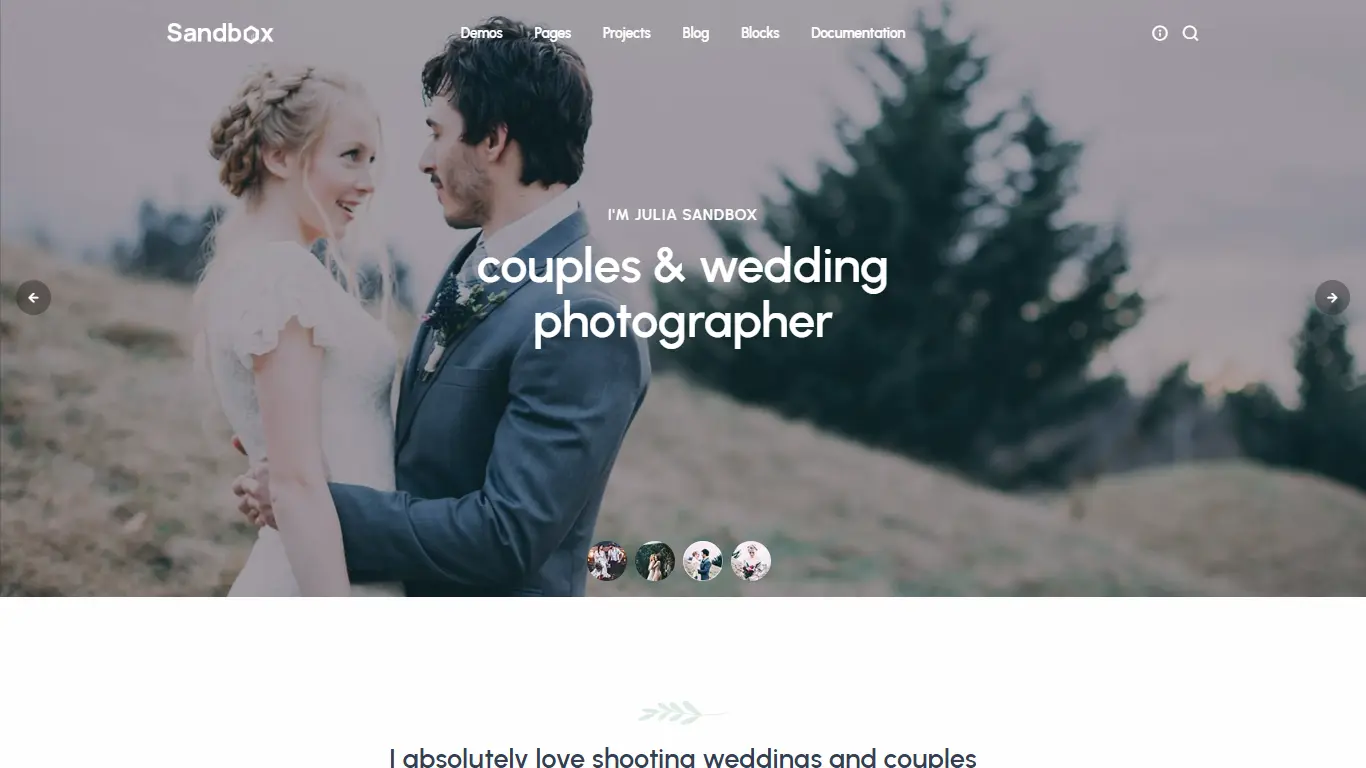 Sandbox
Demos Pages Projects Blog Blocks Documentation
I'M JULIA SANDBOX
couples & wedding
photographer
I absolutely love shooting weddings and couples